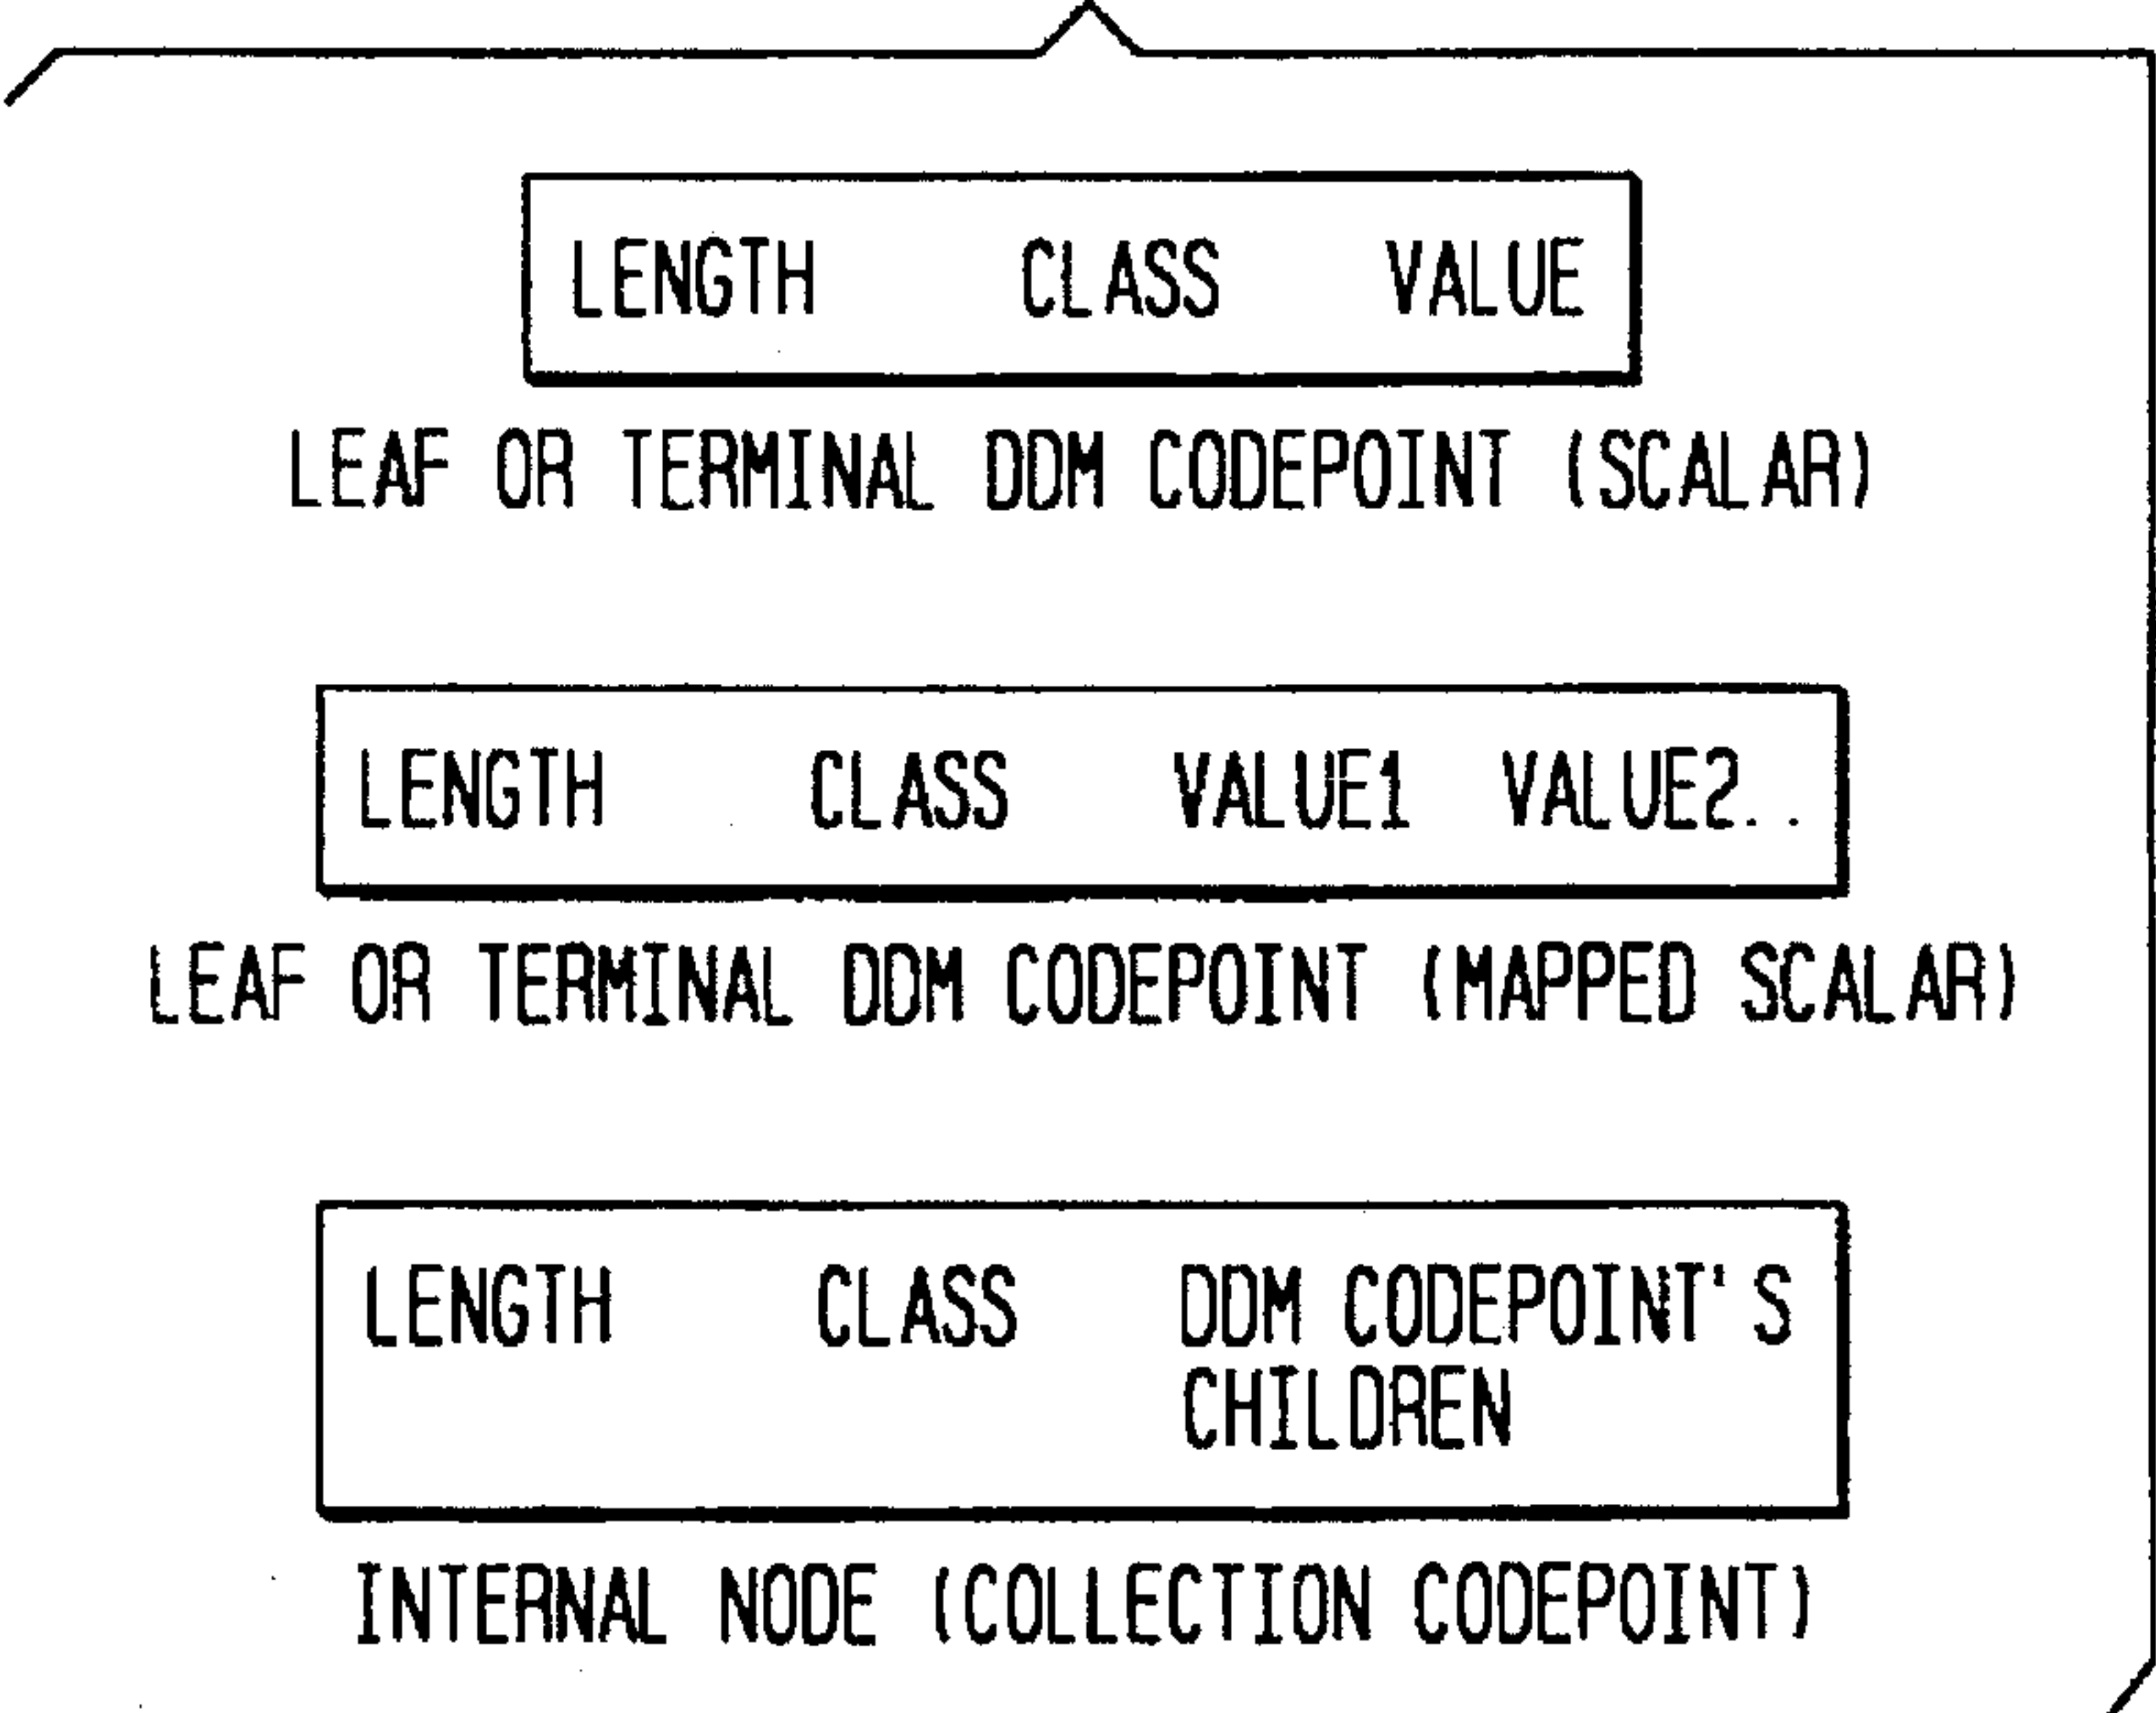 LENGTH CLASS VALUE
LEAF OR TERMINAL DDM CODEPOINT (SCALAR)
LENGTH CLASS VALUE1 VALUE2..
LEAF OR TERMINAL DDM CODEPOINT (MAPPED SCALAR)
LENGTH CLASS DDM CODEPOINT'S
CHILDREN
INTERNAL NODE (COLLECTION CODEPOINT)